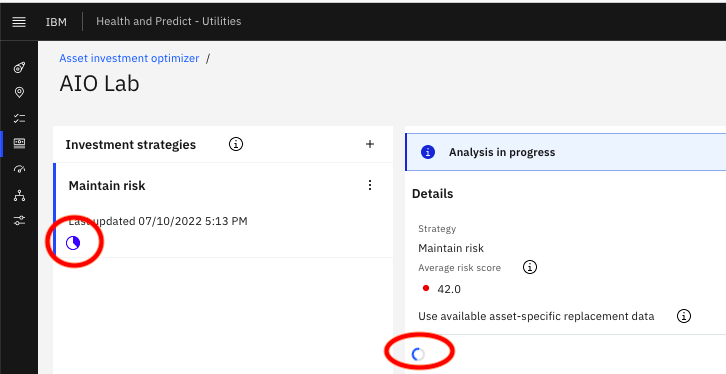 IBM Health and Predict - Utilities
Asset investment optimizer /
AIO Lab
Investment strategies
Maintain risk
Last updated 07/10/2022 5:13 PM
Analysis in progress
Details
Strategy
Maintain risk
Average risk score
42.0
Use available asset-specific replacement data